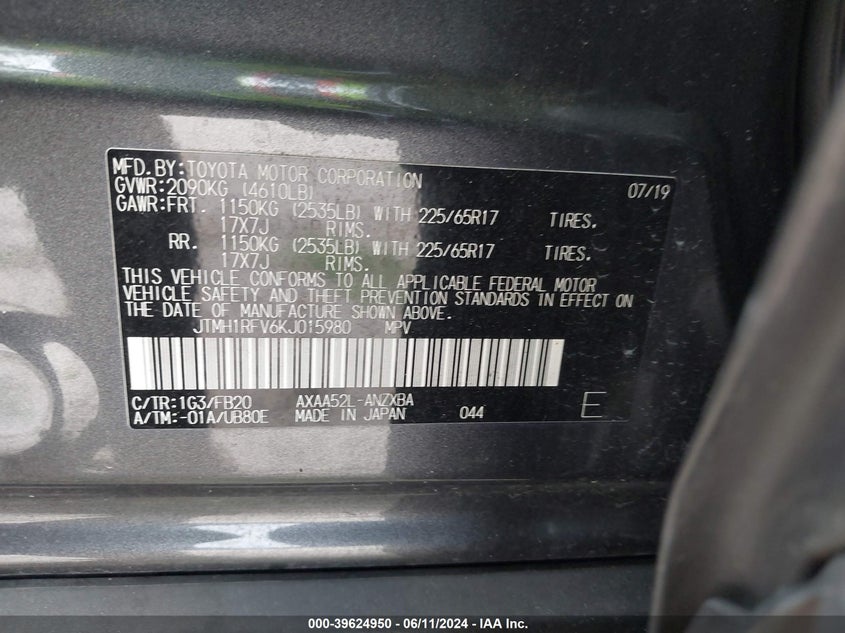 MFD.BY:TOYOTA MOTOR CORPORATION 07/19
GVWR:2090KG (4610LB)
GAWR:FRT. 1150KG (2535LB) WITH 225/65R17 TIRES.
17X7J RIMS.
RR. 1150KG (2535LB) WITH 225/65R17 TIRES.
17X7J RIMS.
THIS VEHICLE CONFORMS TO ALL APPLICABLE FEDERAL MOTOR
VEHICLE SAFETY AND THEFT PREVENTION STANDARDS IN EFFECT ON
THE DATE OF MANUFACTURE SHOWN ABOVE.
JTMH1RFV6KJ015980 MPV
C/TR:1G3/FB20 AXAA52L-ANZXBA
A/TM:-01A/UB80E MADE IN JAPAN 044 E
000-39624950 - 06/11/2024 - IAA Inc.